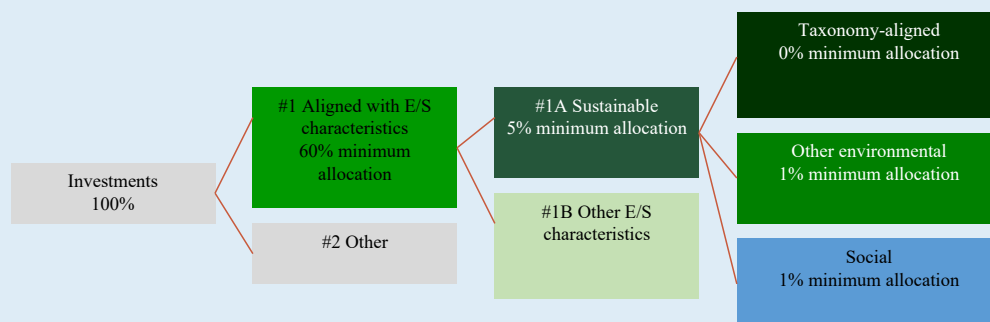 Investments
100%
#1 Aligned with E/S
characteristics
60% minimum
allocation
#2 Other
#1A Sustainable
5% minimum allocation
#1B Other E/S
characteristics
Taxonomy-aligned
0% minimum allocation
Other environmental
1% minimum allocation
Social
1% minimum allocation